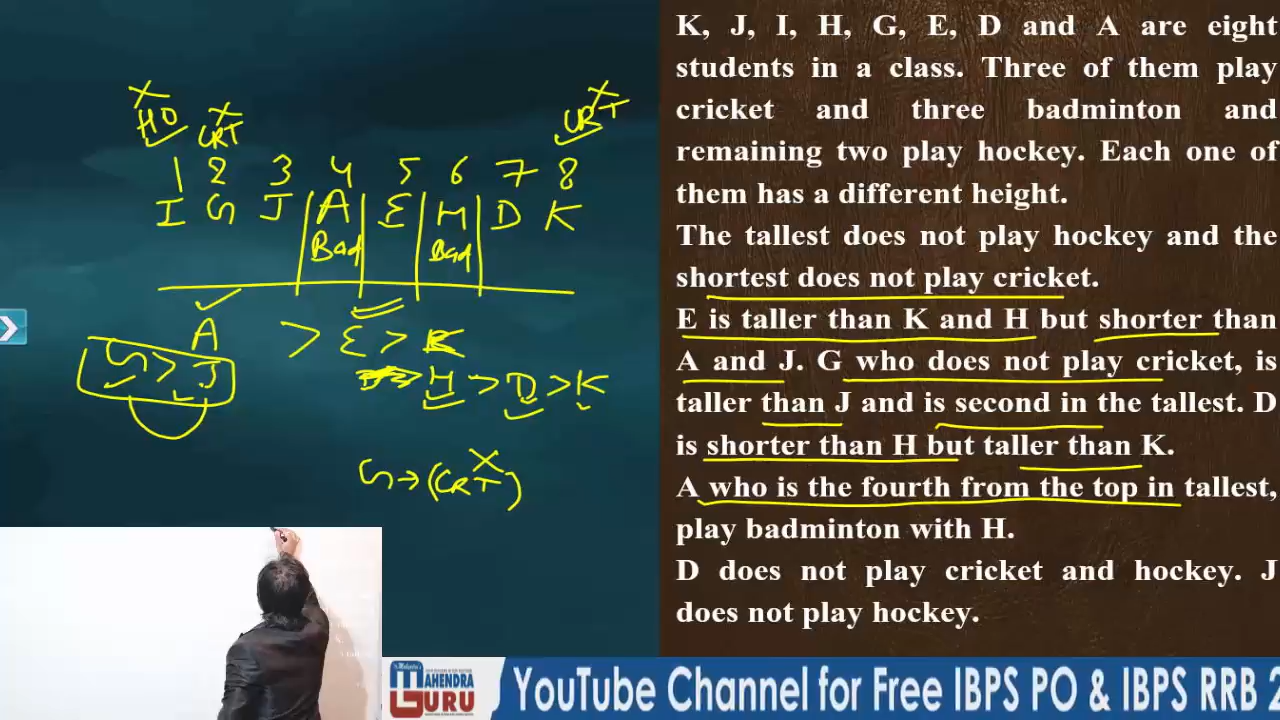 K, J, I, H, G, E, D and A are eight
students in a class. Three of them play
cricket and three badminton and
remaining two play hockey. Each one of
them has a different height.
The tallest does not play hockey and the
shortest does not play cricket.
E is taller than K and H but shorter than
A and J. G who does not play cricket, is
taller than J and is second in the tallest. D
is shorter than H but taller than K.
A who is the fourth from the top in tallest,
play badminton with H.
D does not play cricket and hockey. J
does not play hockey.
X X X
HO CRT CRT
1 2 3 4 5 6 7 8
I G J A E H D K
Bad Bad
A > E > K
G > J
H > D > K
X
G → (CRT)
MAHENDRA
GURU
YouTube Channel for Free IBPS PO & IBPS RRB 2